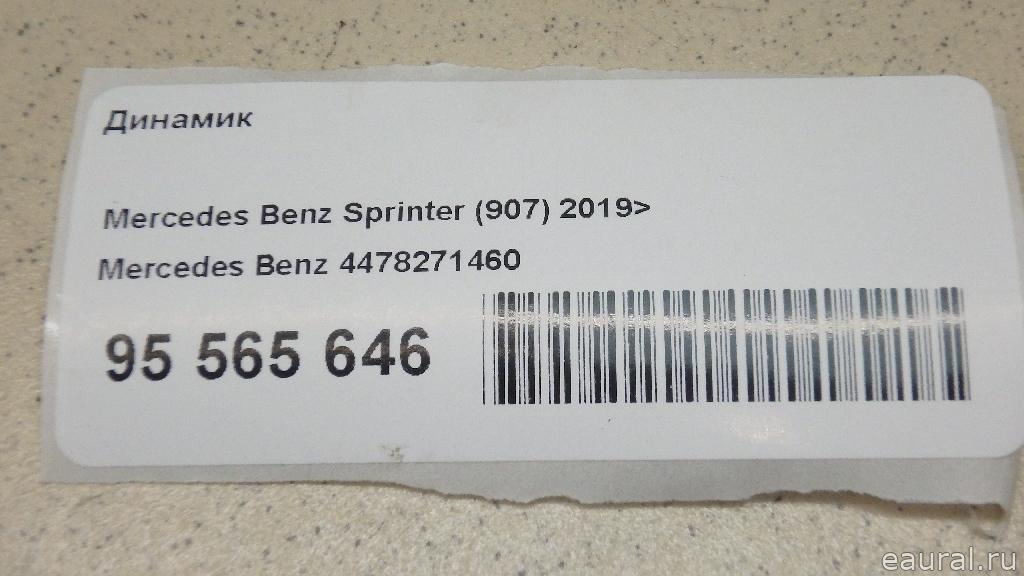 Динамик
Mercedes Benz Sprinter (907) 2019>
Mercedes Benz 4478271460
95 565 646
eaural.ru